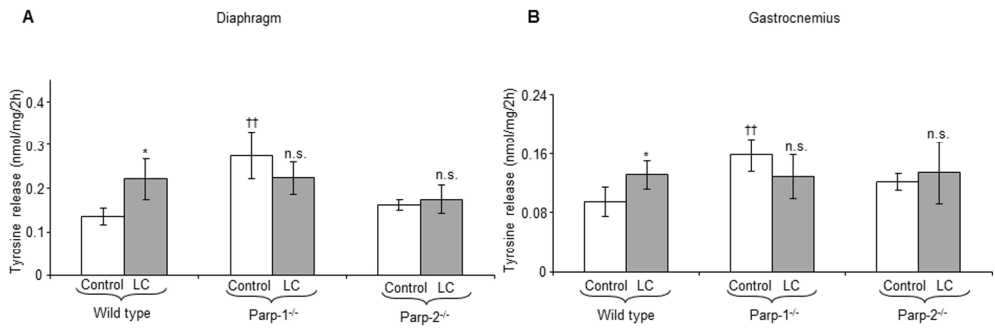 A
Diaphragm
Tyrosine release (nmol/mg/2h)
0.4
0.3
0.2
0.1
0
*
††
n.s.
n.s.
Control LC
Control LC
Control LC
Wild type
Parp-1-/-
Parp-2-/-
B
Gastrocnemius
Tyrosine release (nmol/mg/2h)
0.24
0.16
0.08
0
*
††
n.s.
n.s.
Control LC
Control LC
Control LC
Wild type
Parp-1-/-
Parp-2-/-